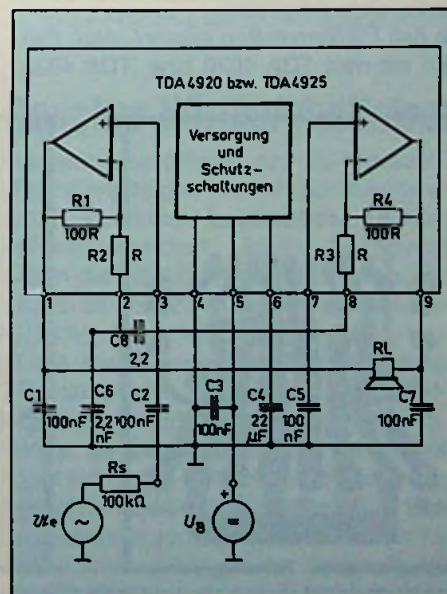 TDA4920 bzw. TDA4925
Versorgung
und
Schutz-
schaltungen
+
−
+
−
R1
100R
R2
R
R3
R
R4
100R
1
2
3
4
5
6
7
8
9
C8
2,2
RL
C1
100nF
C6
2,2
nF
C2
100nF
C3
100nF
C4
22
µF
C5
100
nF
C7
100nF
Rs
100kΩ
Ue
~
+
UB
=